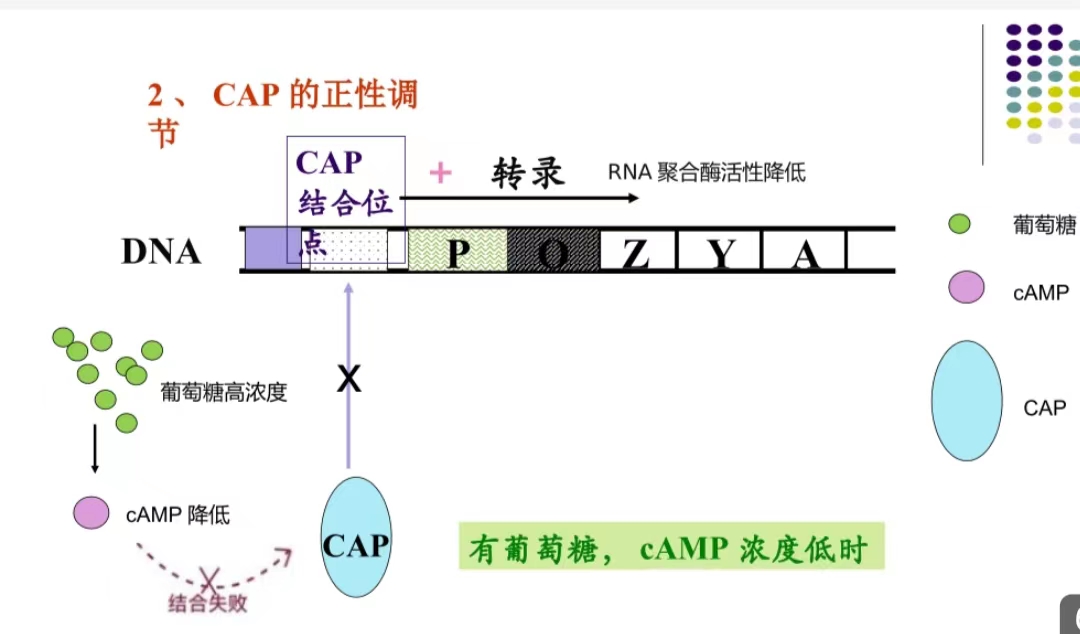 2、 CAP 的正性调
节
CAP
结合位
点
+ 转录 RNA 聚合酶活性降低
DNA P O Z Y A
葡萄糖
cAMP
CAP
葡萄糖高浓度
X
cAMP 降低
CAP
结合失败
有葡萄糖, cAMP 浓度低时